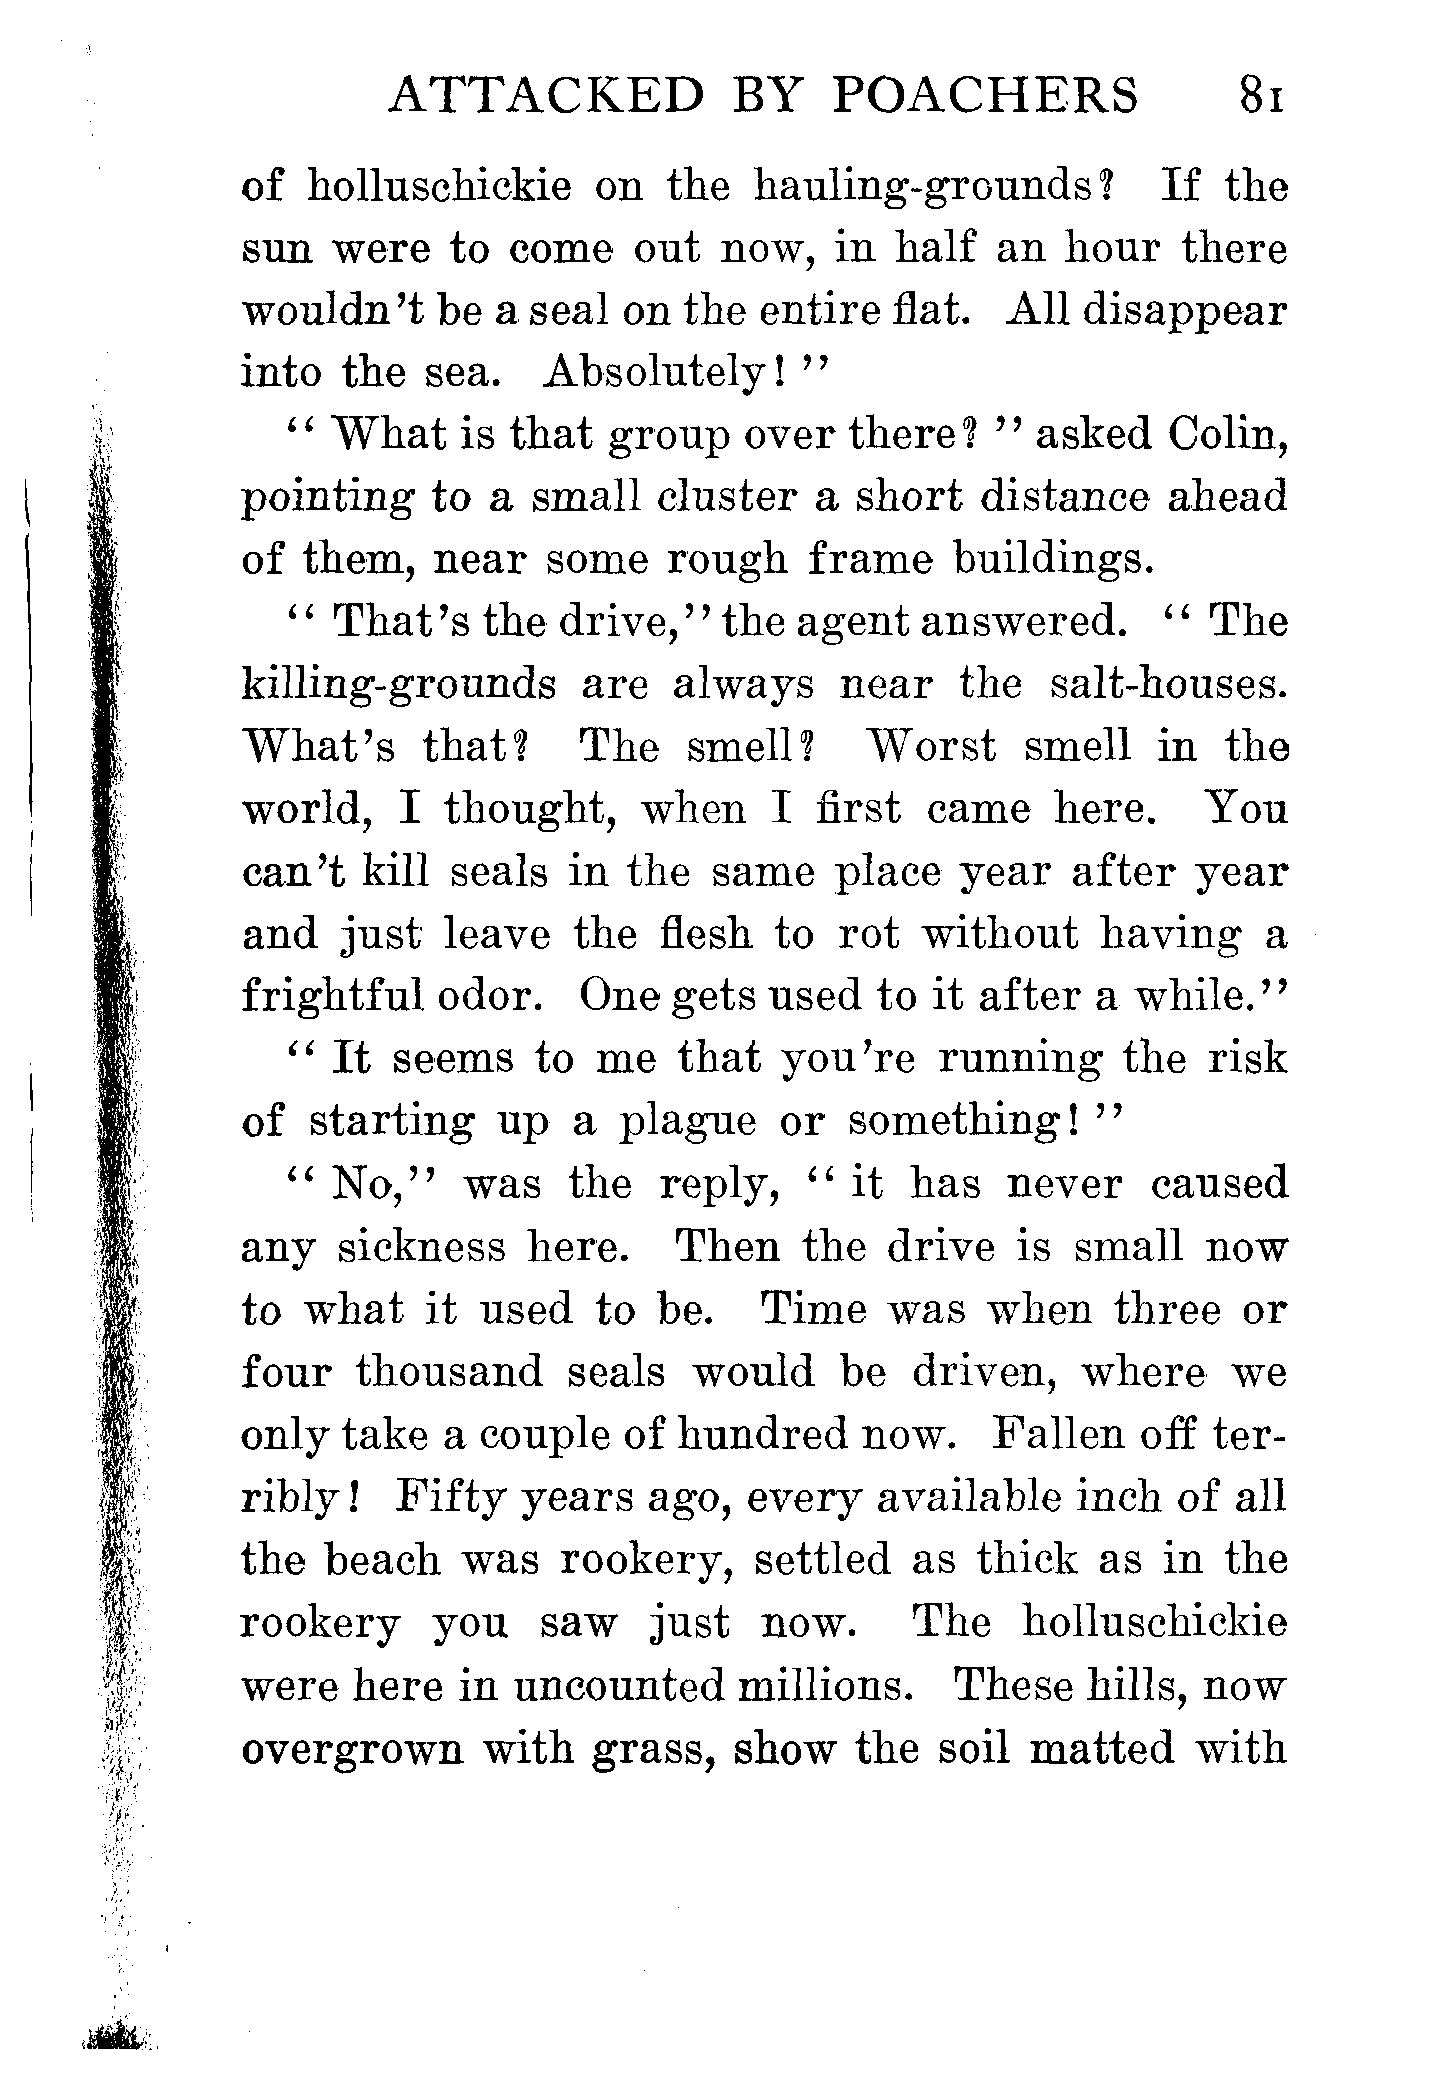 ATTACKED BY POACHERS 81
of holluschickie on the hauling-grounds? If the
sun were to come out now, in half an hour there
wouldn't be a seal on the entire flat. All disappear
into the sea. Absolutely! ''
'' What is that group over there? '' asked Colin,
pointing to a small cluster a short distance ahead
of them, near some rough frame buildings.
'' That's the drive,'' the agent answered. '' The
killing-grounds are always near the salt-houses.
What's that? The smell? Worst smell in the
world, I thought, when I first came here. You
can't kill seals in the same place year after year
and just leave the flesh to rot without having a
frightful odor. One gets used to it after a while.''
'' It seems to me that you're running the risk
of starting up a plague or something! ''
'' No,'' was the reply, '' it has never caused
any sickness here. Then the drive is small now
to what it used to be. Time was when three or
four thousand seals would be driven, where we
only take a couple of hundred now. Fallen off ter-
ribly! Fifty years ago, every available inch of all
the beach was rookery, settled as thick as in the
rookery you saw just now. The holluschickie
were here in uncounted millions. These hills, now
overgrown with grass, show the soil matted with